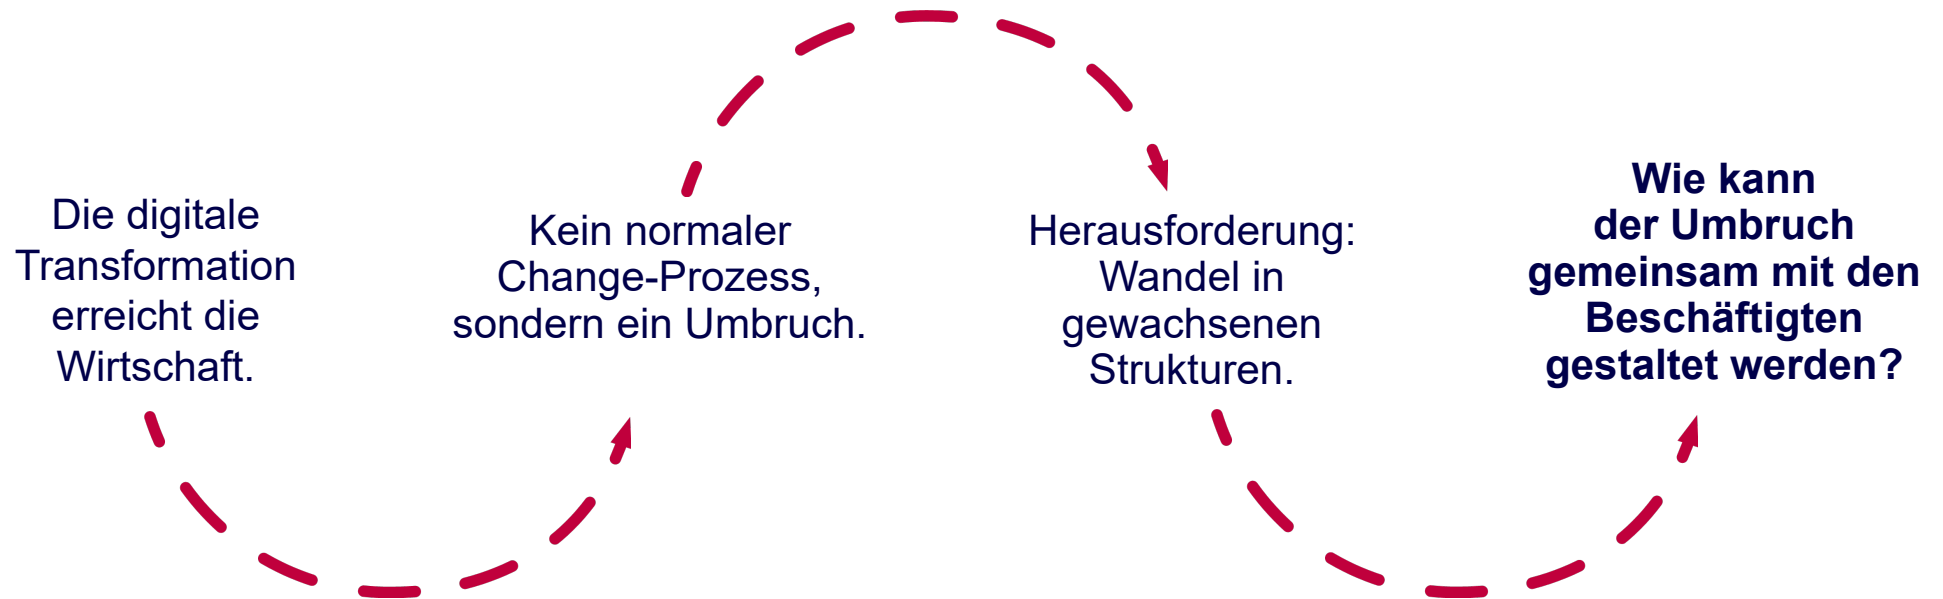 Die digitale
Transformation
erreicht die
Wirtschaft.
Kein normaler
Change-Prozess,
sondern ein Umbruch.
Herausforderung:
Wandel in
gewachsenen
Strukturen.
Wie kann
der Umbruch
gemeinsam mit den
Beschäftigten
gestaltet werden?